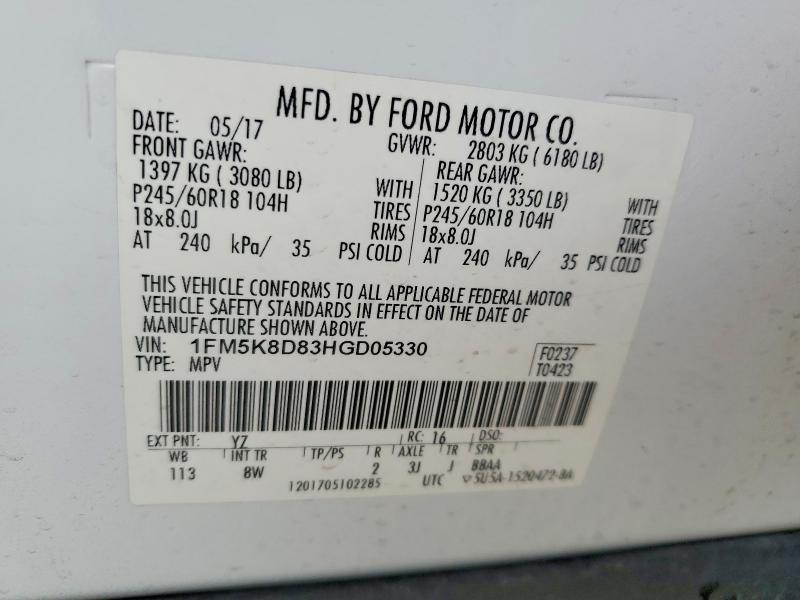 MFD. BY FORD MOTOR CO.
DATE: 05/17 GVWR: 2803 KG ( 6180 LB)
FRONT GAWR: REAR GAWR:
1397 KG ( 3080 LB) WITH 1520 KG ( 3350 LB) WITH
P245/60R18 104H TIRES P245/60R18 104H TIRES
18x8.0J RIMS 18x8.0J RIMS
AT 240 kPa/ 35 PSI COLD AT 240 kPa/ 35 PSI COLD
THIS VEHICLE CONFORMS TO ALL APPLICABLE FEDERAL MOTOR
VEHICLE SAFETY STANDARDS IN EFFECT ON THE DATE OF
MANUFACTURE SHOWN ABOVE.
VIN: 1FM5K8D83HGD05330 F0237
TYPE: MPV T0423
EXT PNT: YZ RC: 16 DSO:
WB INT TR TP/PS R AXLE TR SPR
113 8W 2 3J J BBAA
1201705102285 UTC 5U5A-1520472-BA